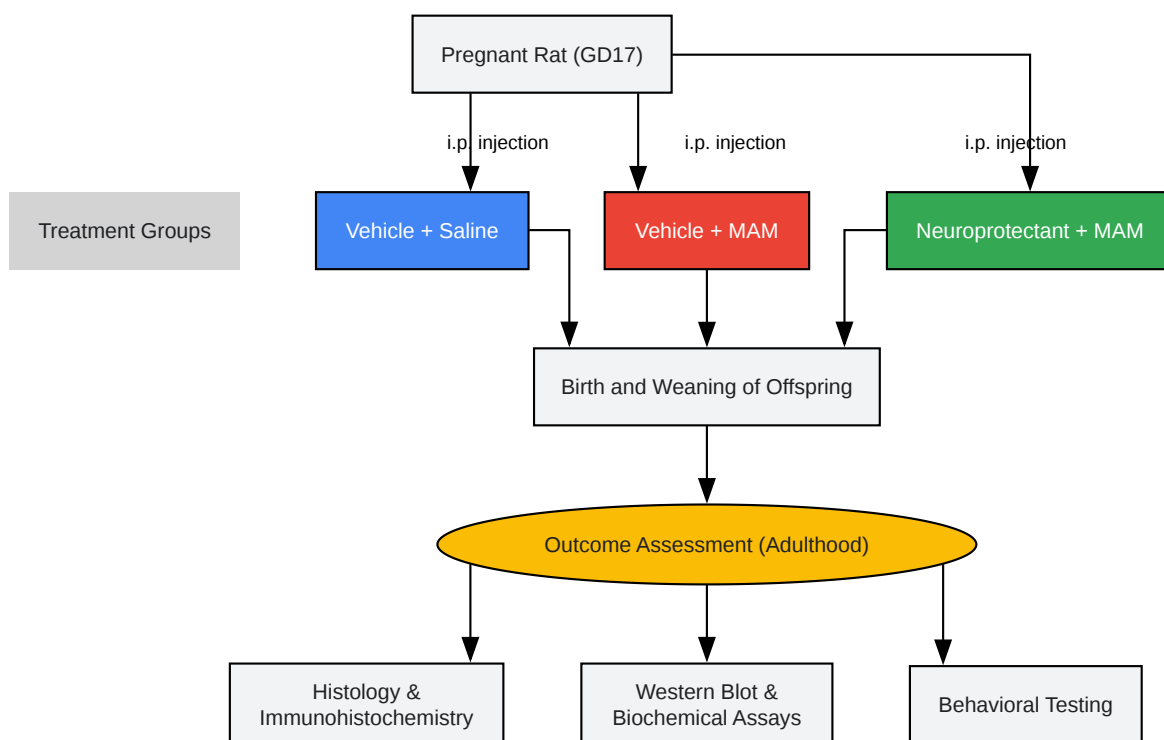 Pregnant Rat (GD17)
i.p. injection
i.p. injection
i.p. injection
Treatment Groups
Vehicle + Saline
Vehicle + MAM
Neuroprotectant + MAM
Birth and Weaning of Offspring
Outcome Assessment (Adulthood)
Histology &
Immunohistochemistry
Western Blot &
Biochemical Assays
Behavioral Testing